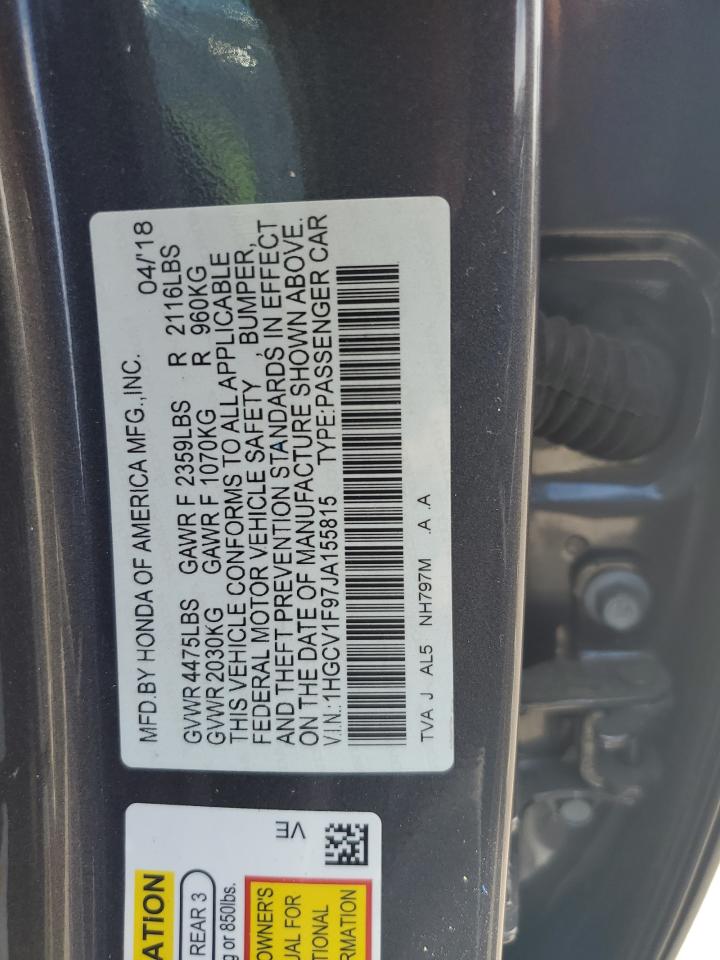 MFD.BY HONDA OF AMERICA MFG.,INC. 04/'18
GVWR 4475LBS GAWR F 2359LBS R 2116LBS
GVWR 2030KG GAWR F 1070KG R 960KG
THIS VEHICLE CONFORMS TO ALL APPLICABLE
FEDERAL MOTOR VEHICLE SAFETY, BUMPER,
AND THEFT PREVENTION STANDARDS, IN EFFECT
ON THE DATE OF MANUFACTURE SHOWN ABOVE.
V.I.N.:1HGCV1F97JA155815 TYPE:PASSENGER CAR
TVA J AL5 NH797M .A .A
VE
ATION
REAR 3
g or 850lbs.
OWNER'S
UAL FOR
TIONAL
RMATION